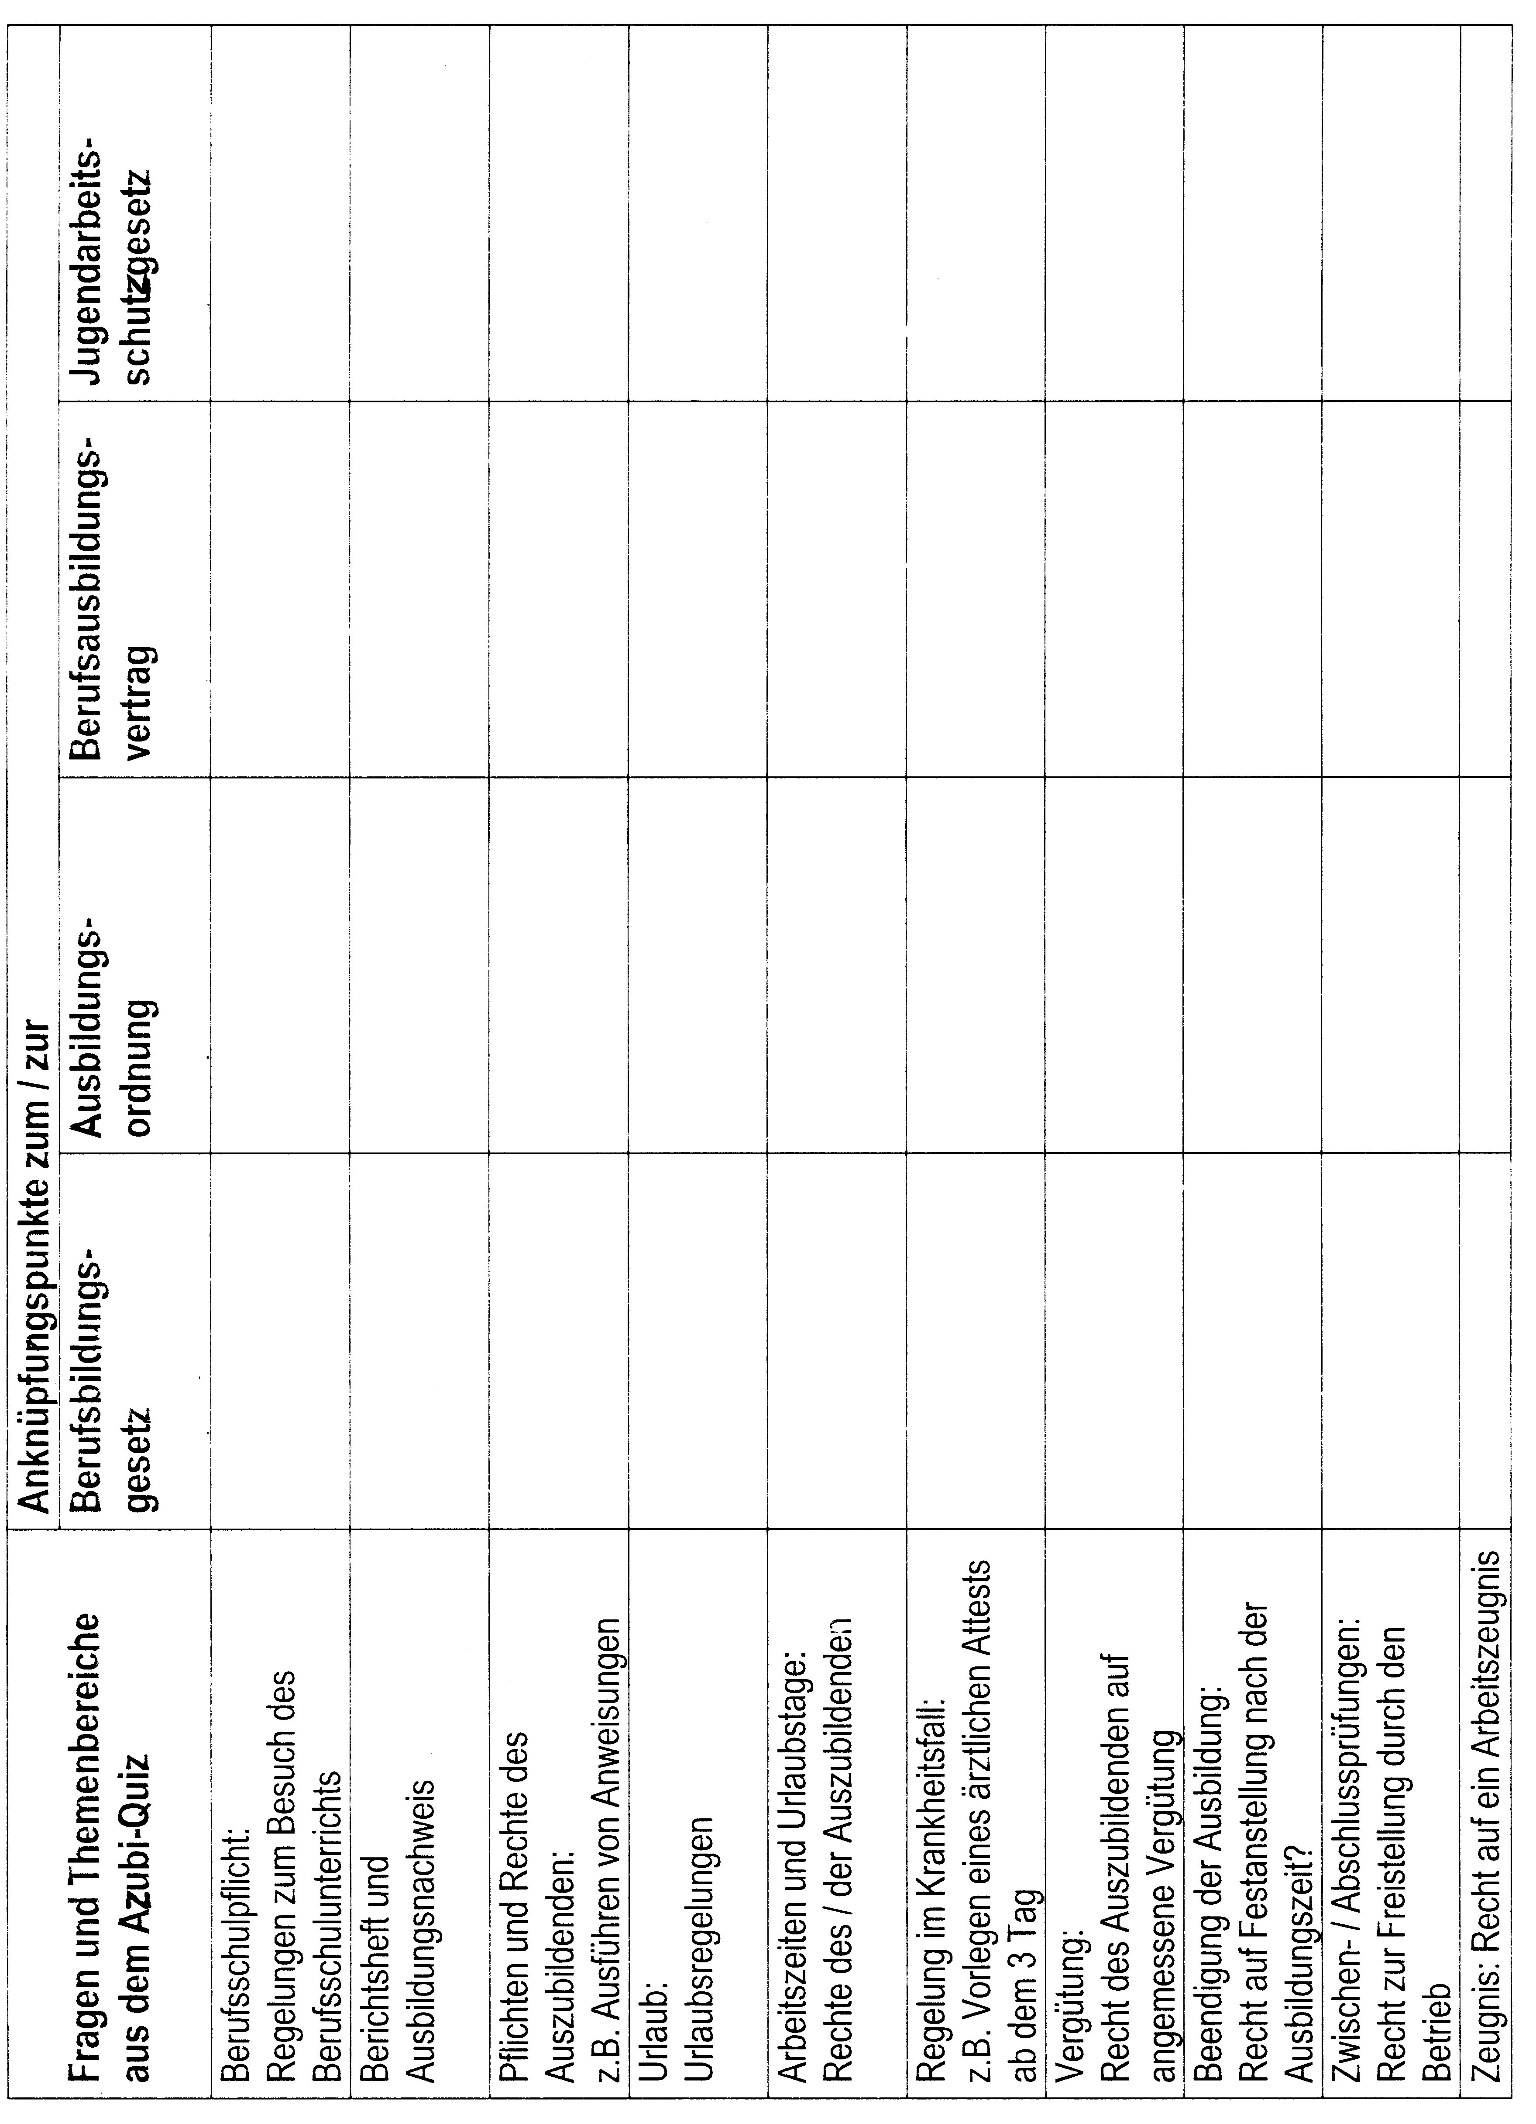 Fragen und Themenbereiche
aus dem Azubi-Quiz
Anknüpfungspunkte zum / zur
Berufsbildungs-
gesetz
Ausbildungs-
ordnung
Berufsausbildungs-
vertrag
Jugendarbeits-
schutzgesetz
Berufsschulpflicht:
Regelungen zum Besuch des
Berufsschulunterrichts
Berichtsheft und
Ausbildungsnachweis
Pflichten und Rechte des
Auszubildenden:
z.B. Ausführen von Anweisungen
Urlaub:
Urlaubsregelungen
Arbeitszeiten und Urlaubstage:
Rechte des / der Auszubildenden
Regelung im Krankheitsfall:
z.B. Vorlegen eines ärztlichen Attests
ab dem 3 Tag
Vergütung:
Recht des Auszubildenden auf
angemessene Vergütung
Beendigung der Ausbildung:
Recht auf Festanstellung nach der
Ausbildungszeit?
Zwischen- / Abschlussprüfungen:
Recht zur Freistellung durch den
Betrieb
Zeugnis: Recht auf ein Arbeitszeugnis